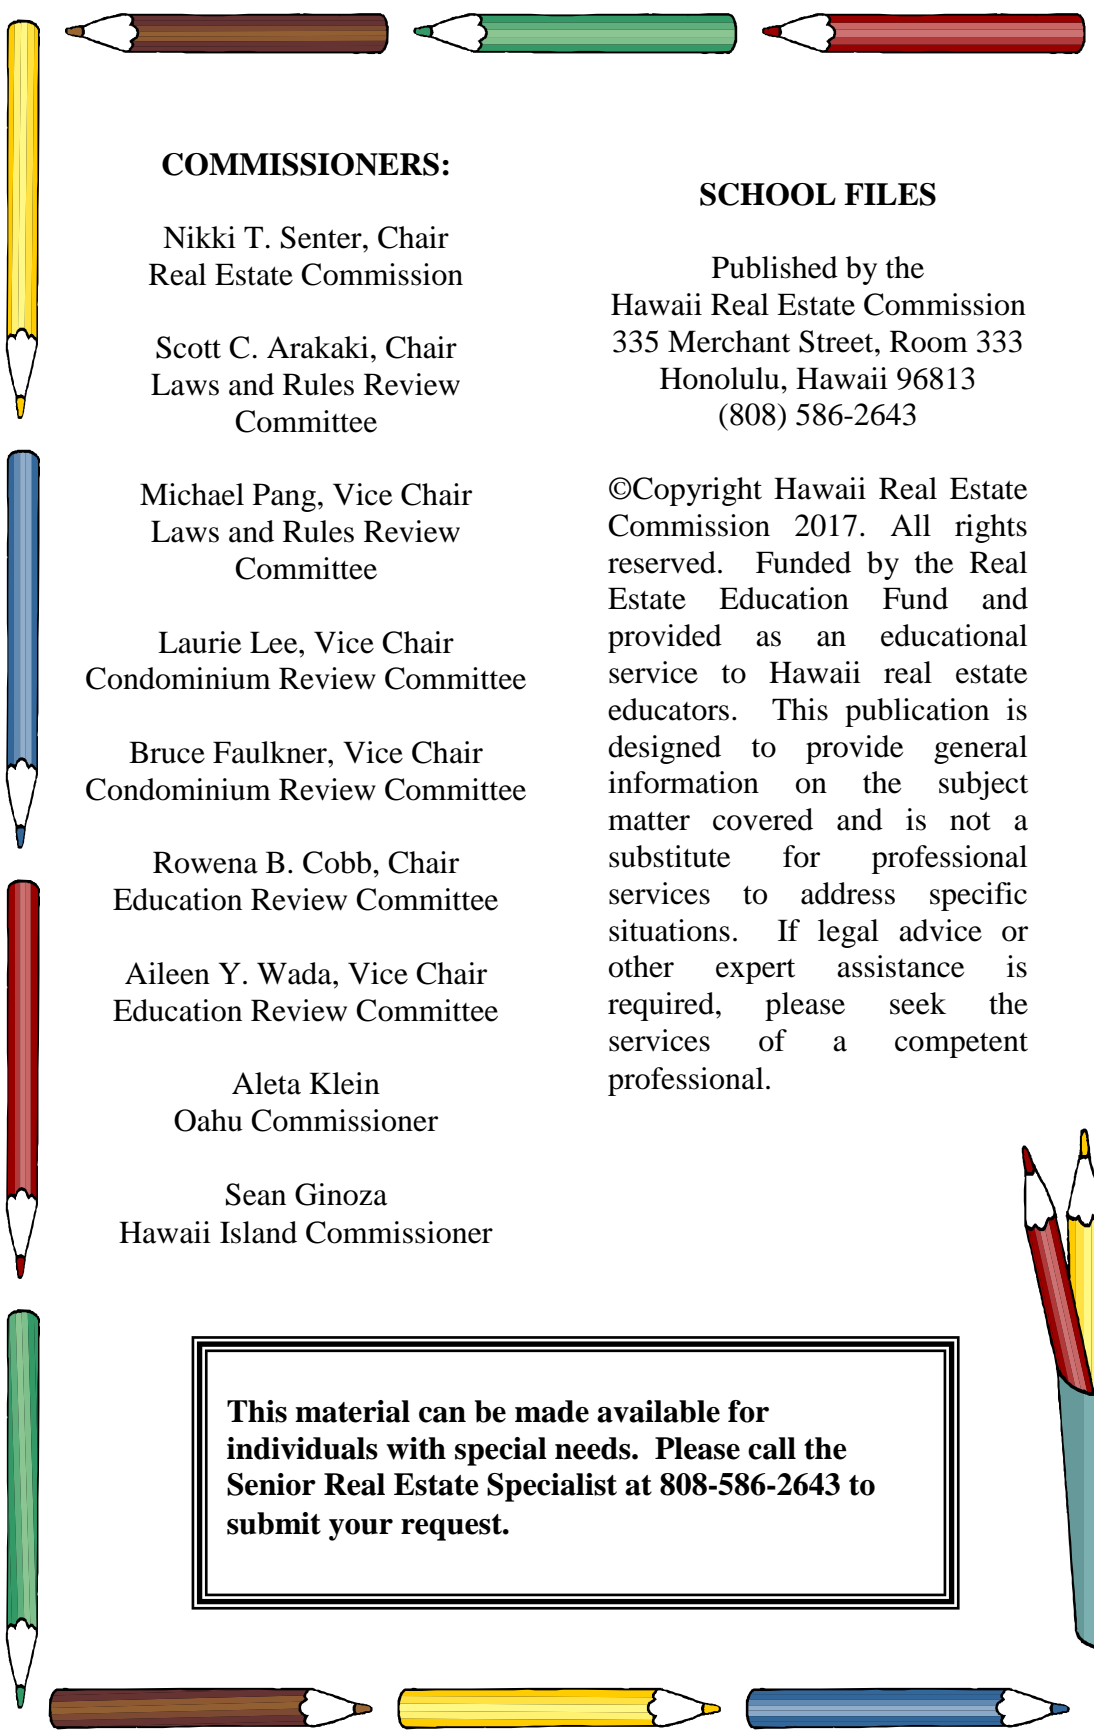 COMMISSIONERS:
Nikki T. Senter, Chair
Real Estate Commission
Scott C. Arakaki, Chair
Laws and Rules Review
Committee
Michael Pang, Vice Chair
Laws and Rules Review
Committee
Laurie Lee, Vice Chair
Condominium Review Committee
Bruce Faulkner, Vice Chair
Condominium Review Committee
Rowena B. Cobb, Chair
Education Review Committee
Aileen Y. Wada, Vice Chair
Education Review Committee
Aleta Klein
Oahu Commissioner
Sean Ginoza
Hawaii Island Commissioner
SCHOOL FILES
Published by the
Hawaii Real Estate Commission
335 Merchant Street, Room 333
Honolulu, Hawaii 96813
(808) 586-2643
©Copyright Hawaii Real Estate
Commission 2017. All rights
reserved. Funded by the Real
Estate Education Fund and
provided as an educational
service to Hawaii real estate
educators. This publication is
designed to provide general
information on the subject
matter covered and is not a
substitute for professional
services to address specific
situations. If legal advice or
other expert assistance is
required, please seek the
services of a competent
professional.
This material can be made available for
individuals with special needs. Please call the
Senior Real Estate Specialist at 808-586-2643 to
submit your request.